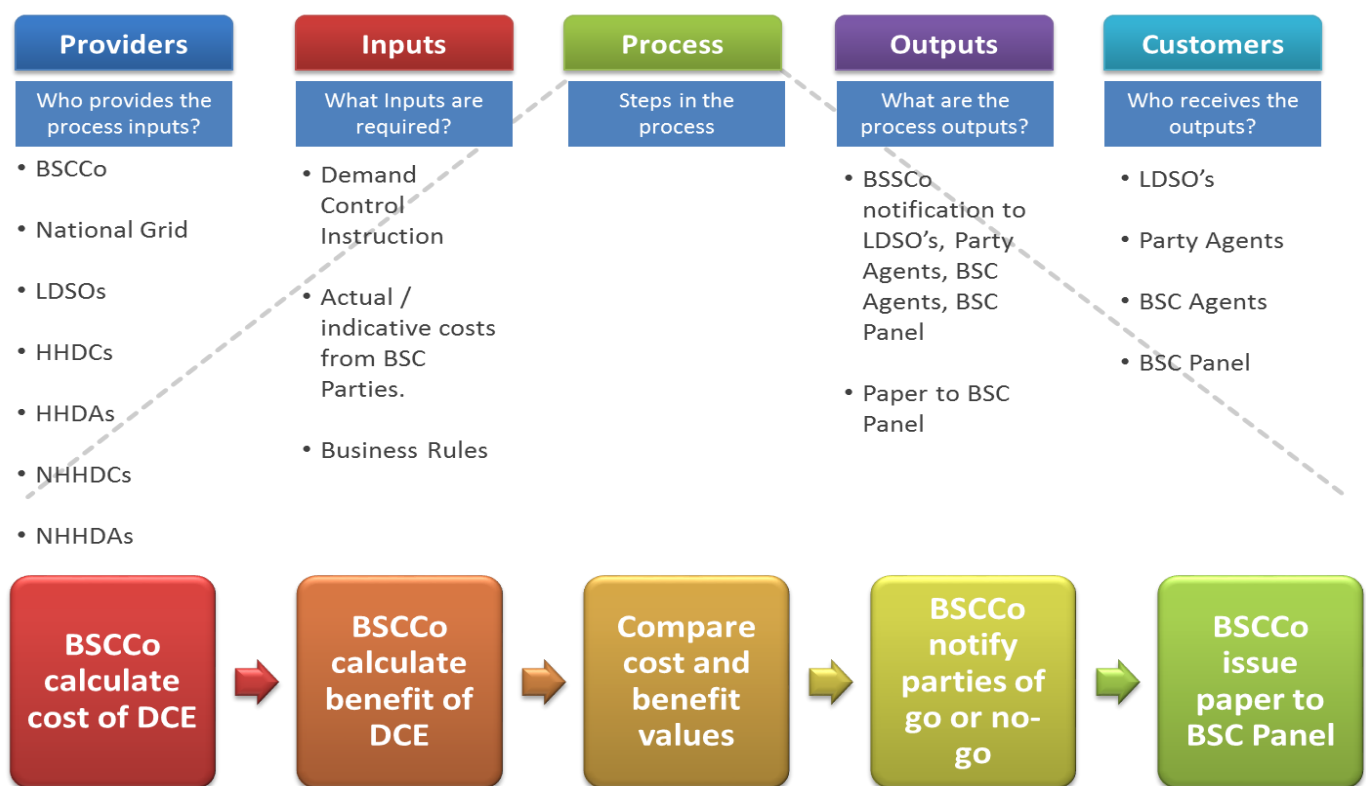 Providers
Who provides the
process inputs?
• BSCCo
• National Grid
• LDSOs
• HHDCs
• HHDAs
• NHHDCs
• NHHDAs
Inputs
What Inputs are
required?
• Demand
Control
Instruction
• Actual /
indicative costs
from BSC
Parties.
• Business Rules
Process
Steps in the
process
Outputs
What are the
process outputs?
• BSSCo
notification to
LDSO’s, Party
Agents, BSC
Agents, BSC
Panel
• Paper to BSC
Panel
Customers
Who receives the
outputs?
• LDSO’s
• Party Agents
• BSC Agents
• BSC Panel
BSCCo
calculate
cost of DCE
BSCCo
calculate
benefit of
DCE
Compare
cost and
benefit
values
BSCCo
notify
parties of
go or no-
go
BSCCo
issue
paper to
BSC Panel